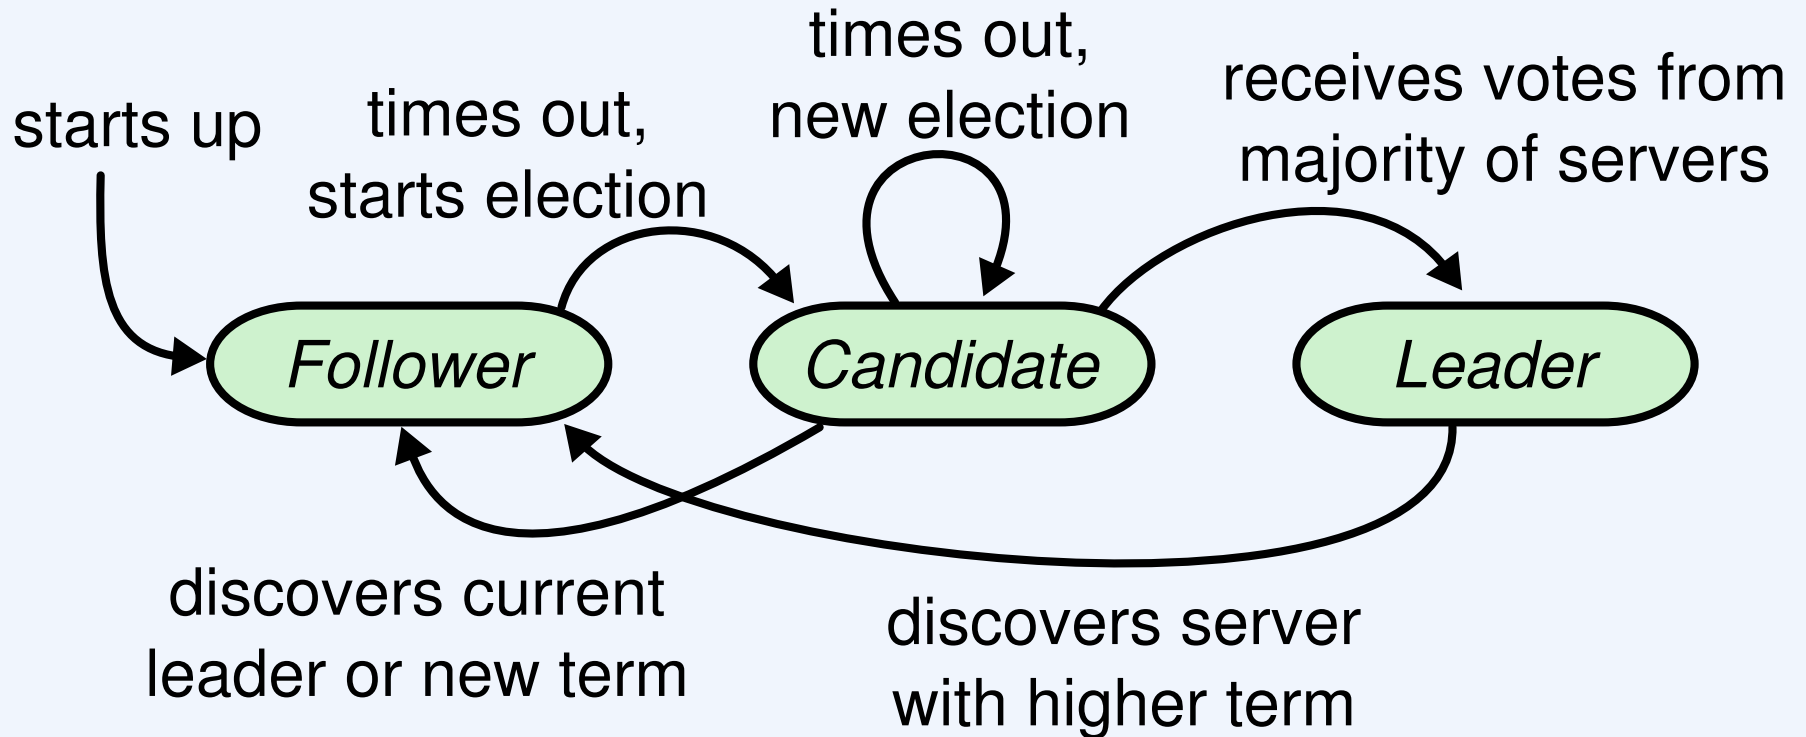 starts up
times out,
starts election
times out,
new election
receives votes from
majority of servers
Follower
Candidate
Leader
discovers current
leader or new term
discovers server
with higher term